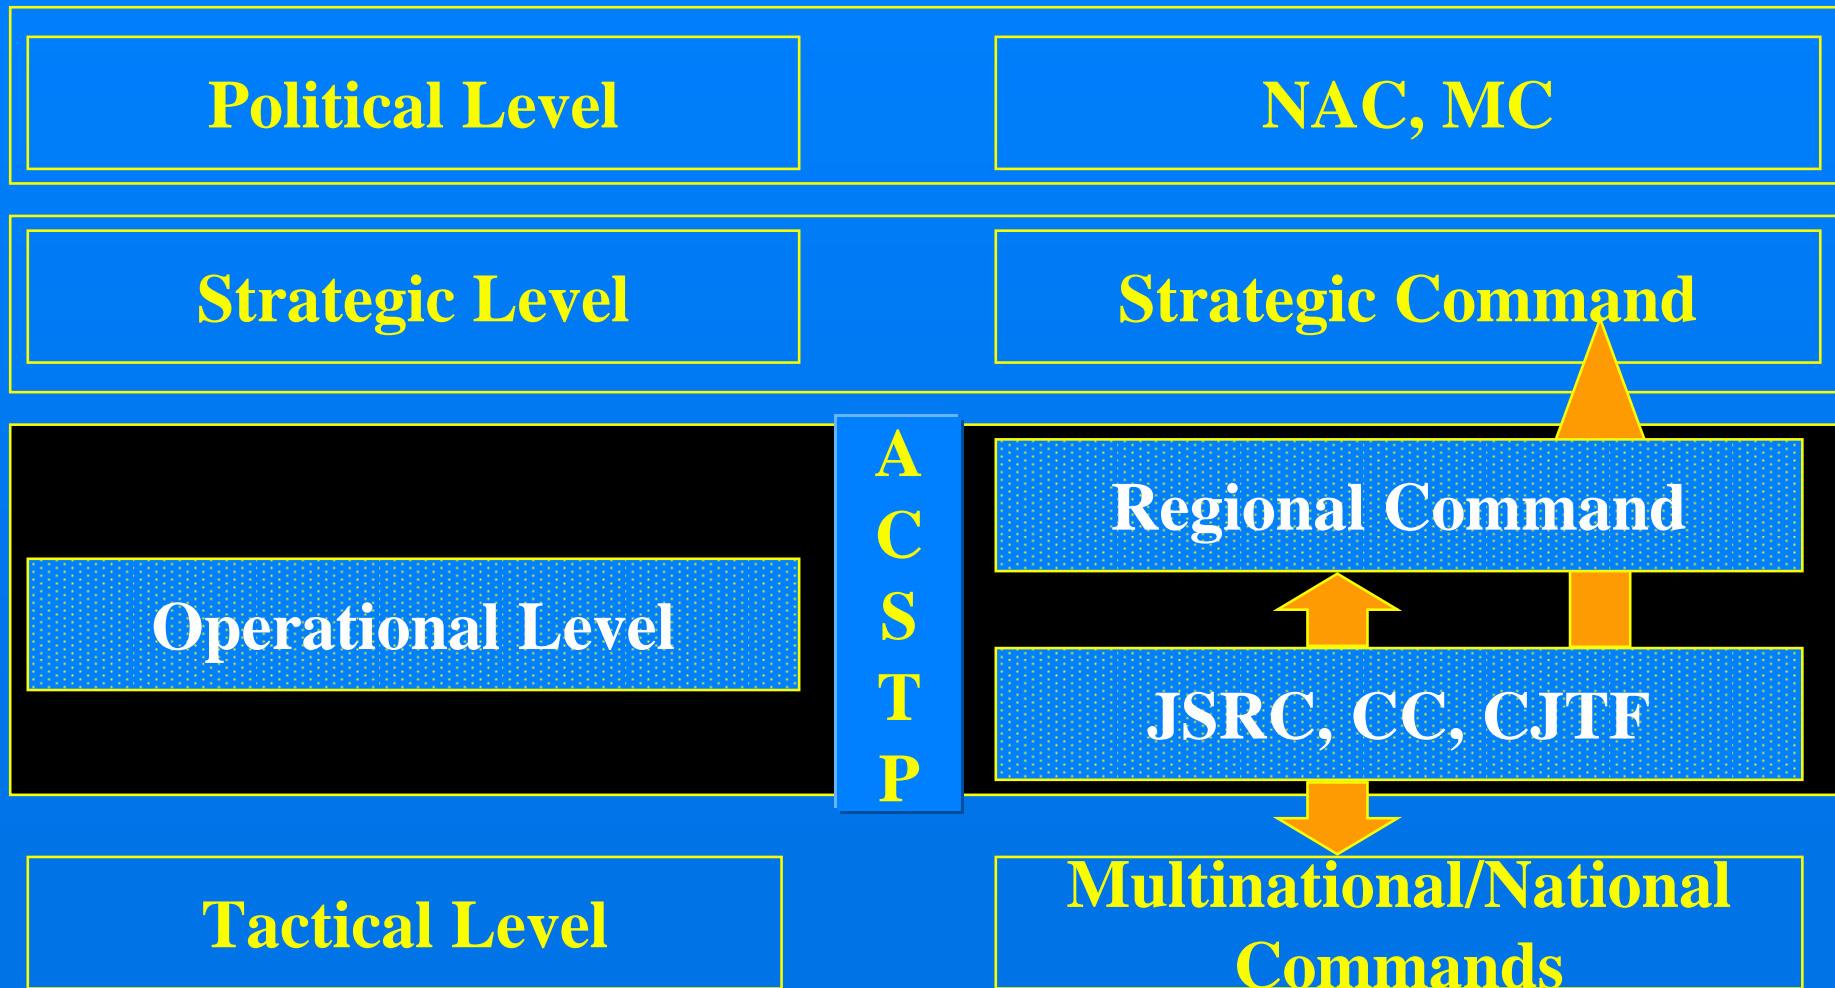 Political Level
NAC, MC
Strategic Level
Strategic Command
A
C
S
T
P
Regional Command
Operational Level
JSRC, CC, CJTF
Tactical Level
Multinational/National
Commands